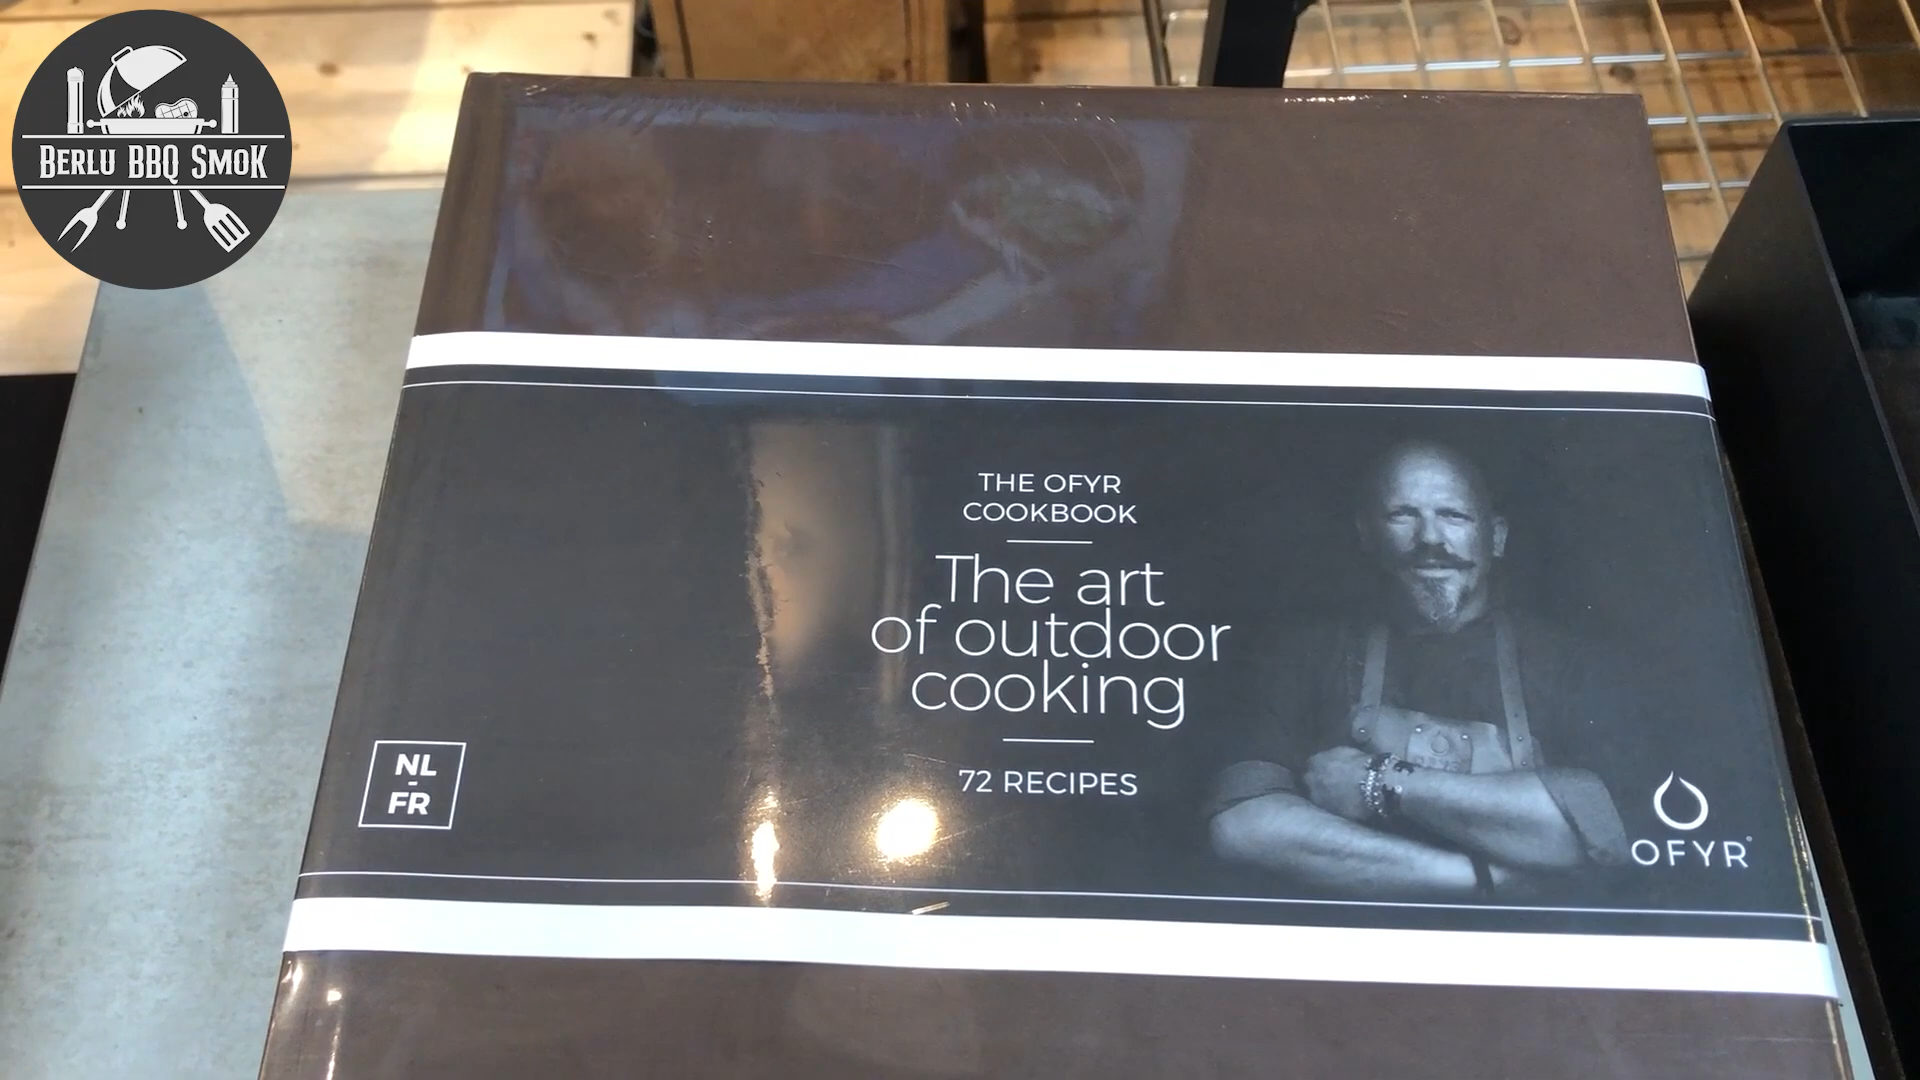 BERLU BBQ SMOK
THE OFYR
COOKBOOK
The art
of outdoor
cooking
72 RECIPES
NL
-
FR
OFYR